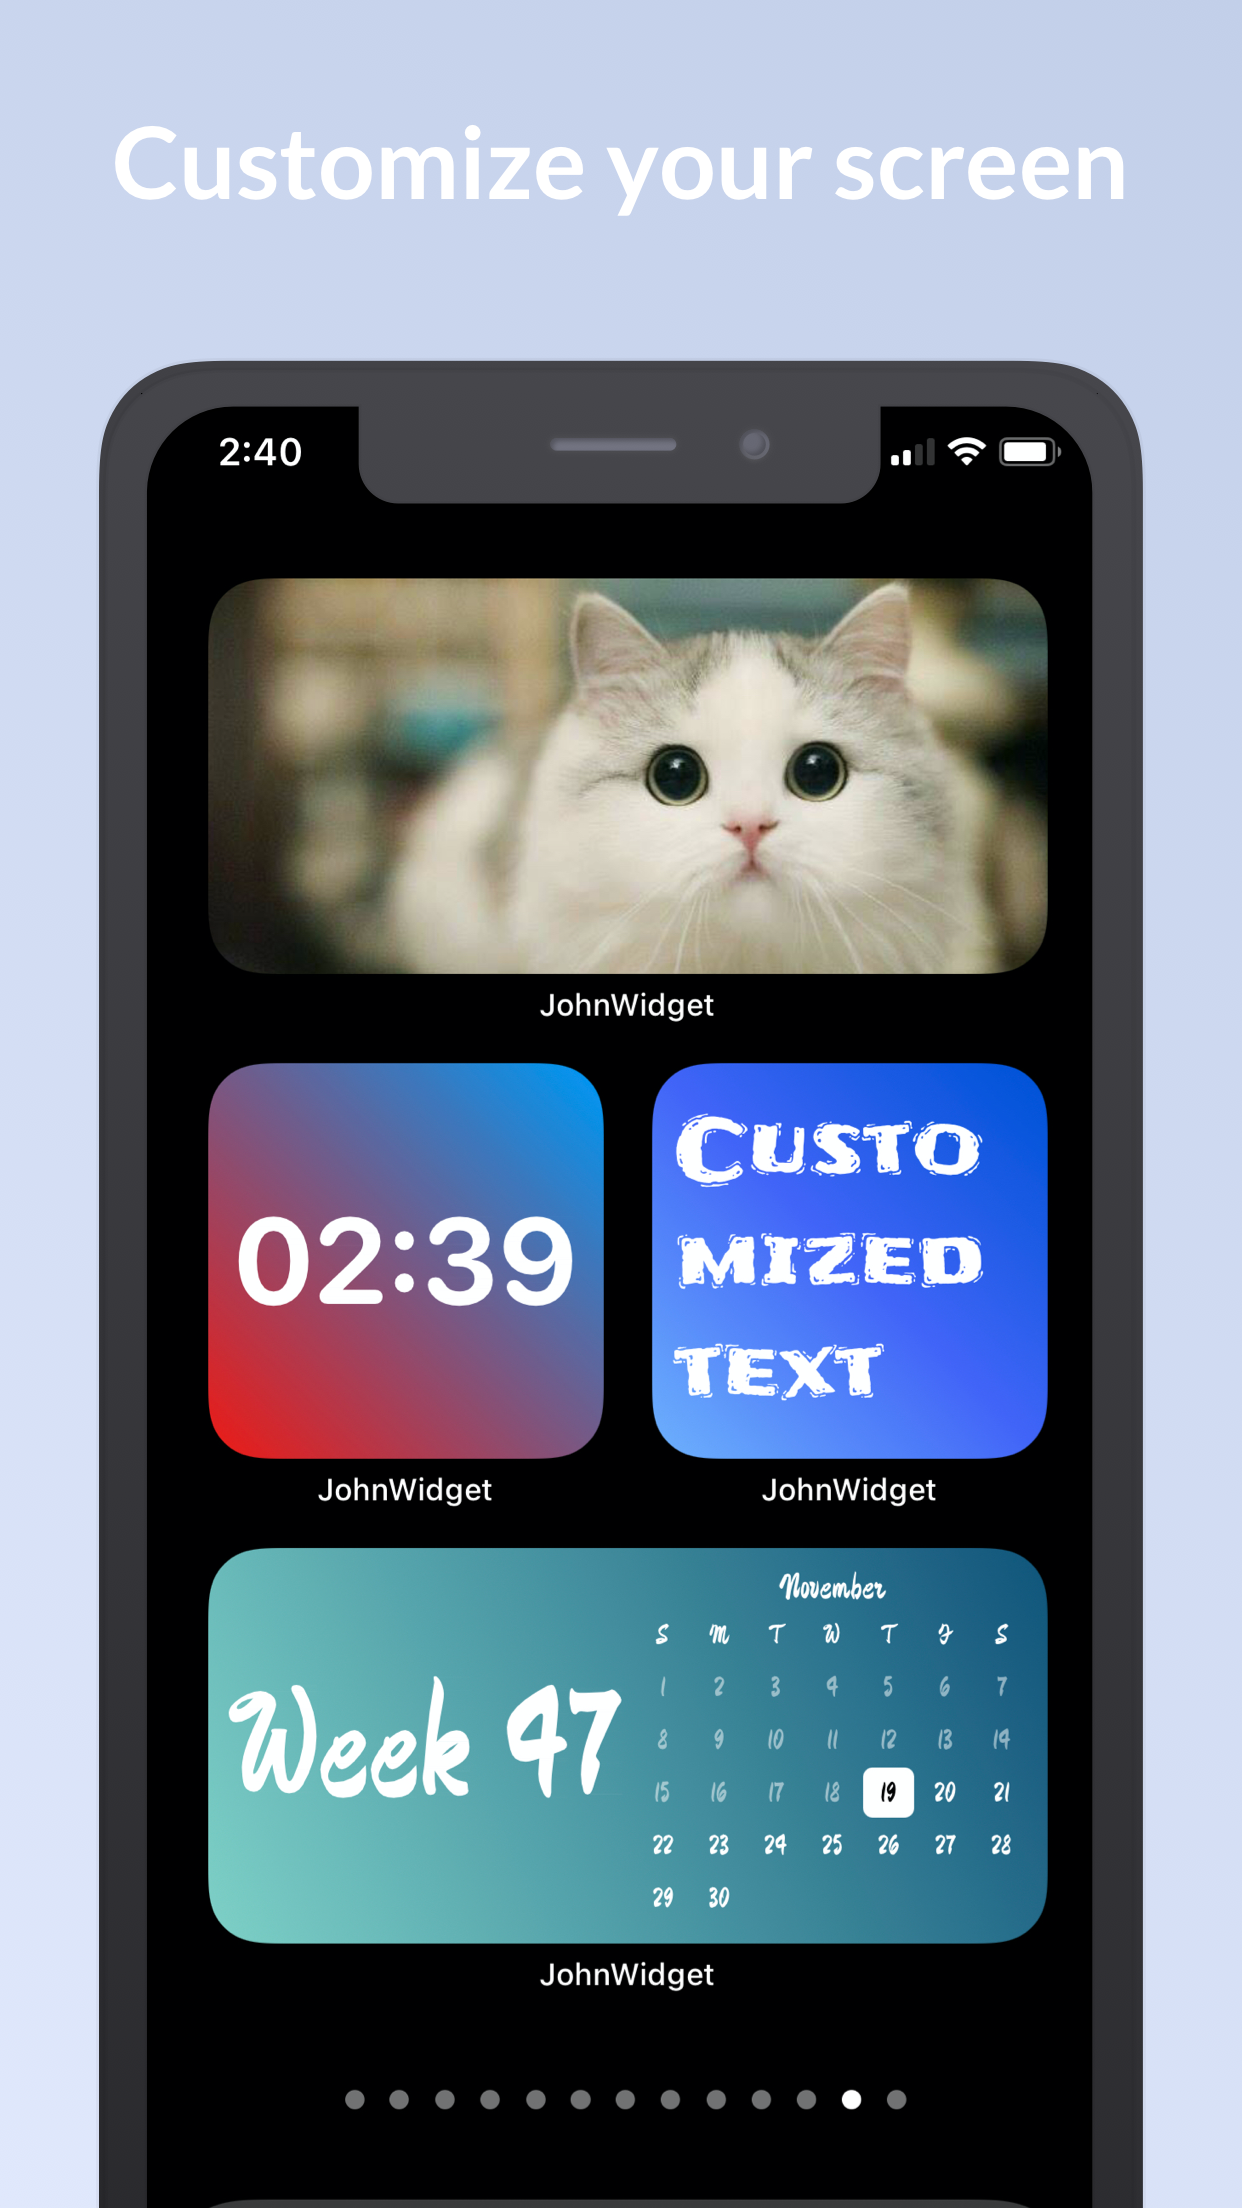 Customize your screen
2:40
JohnWidget
02:39
CUSTO
MIZED
TEXT
JohnWidget
JohnWidget
November
S M T W T F S
1 2 3 4 5 6 7
8 9 10 11 12 13 14
Week 47
15 16 17 18 19 20 21
22 23 24 25 26 27 28
29 30
JohnWidget